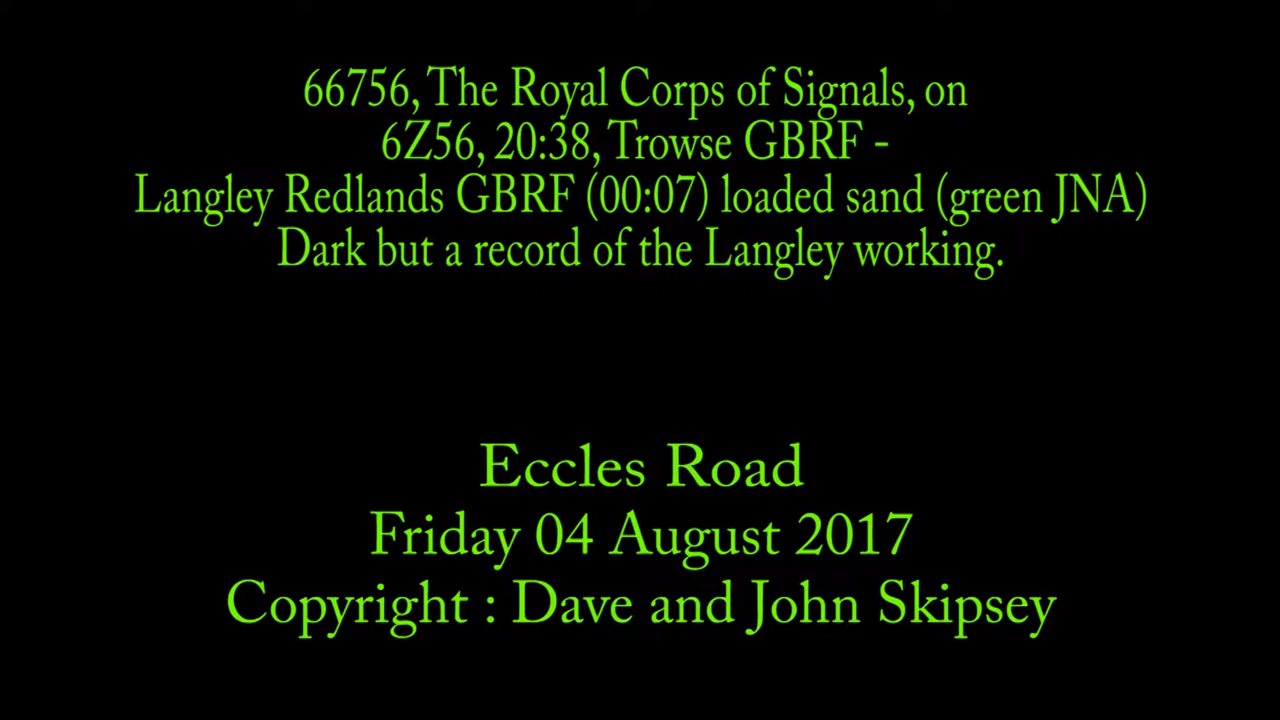 66756, The Royal Corps of Signals, on
6Z56, 20:38, Trowse GBRF -
Langley Redlands GBRF (00:07) loaded sand (green JNA)
Dark but a record of the Langley working.
Eccles Road
Friday 04 August 2017
Copyright : Dave and John Skipsey